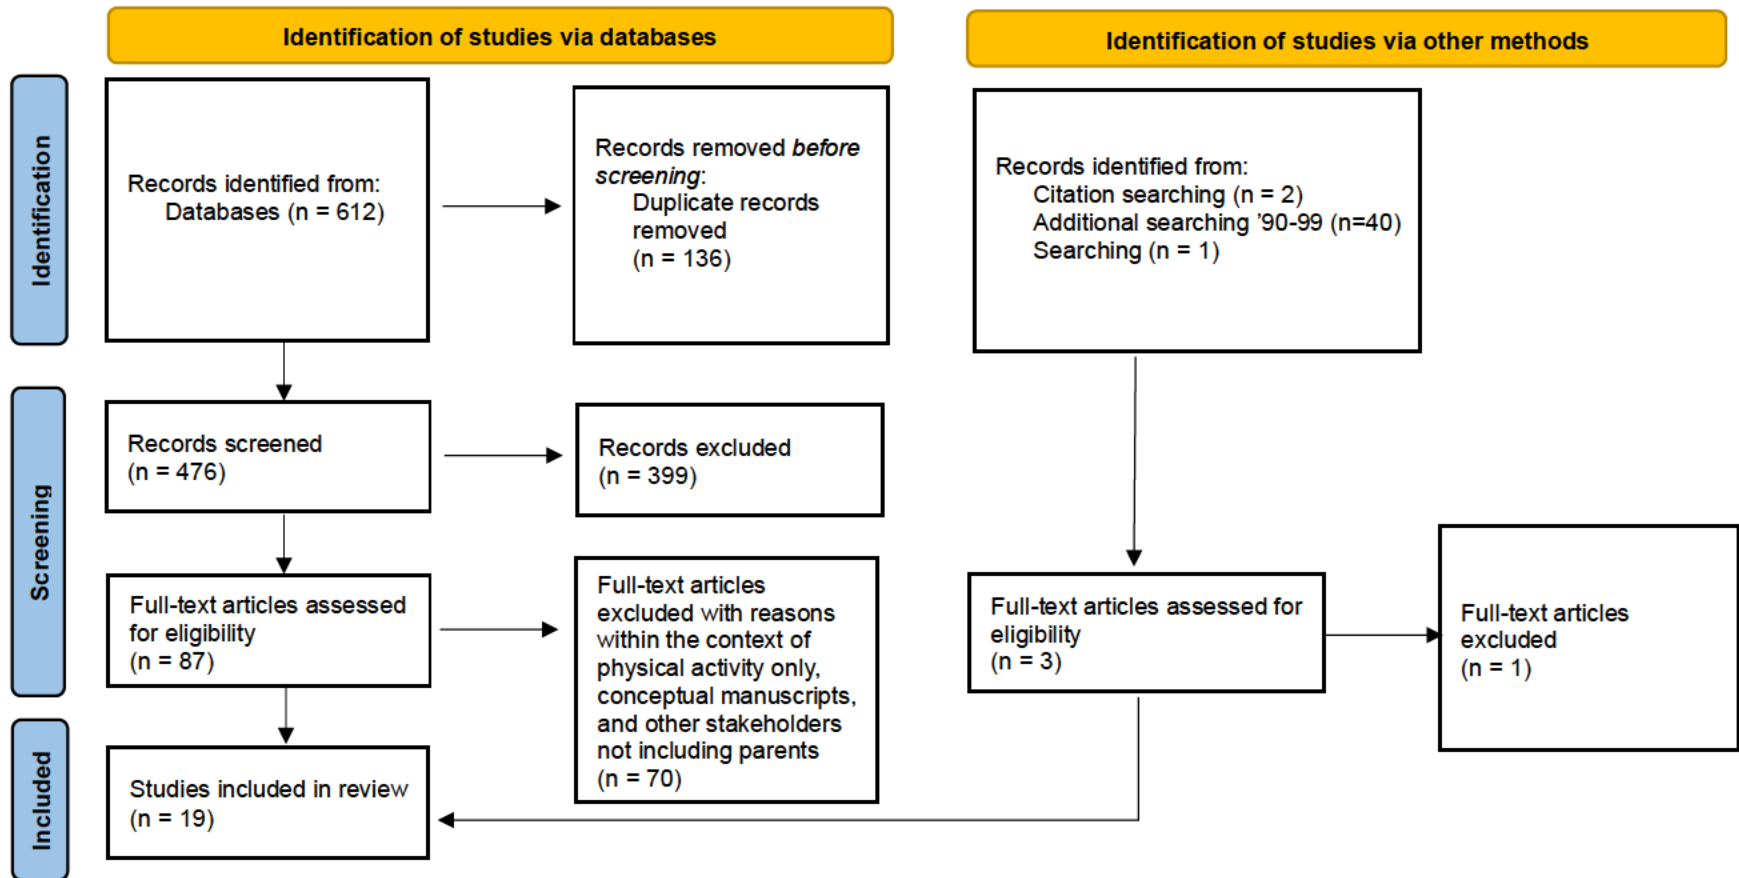 Identification of studies via databases
Identification of studies via other methods
Identification
Records identified from:
Databases (n = 612)
Records removed before
screening:
Duplicate records
removed
(n = 136)
Records identified from:
Citation searching (n = 2)
Additional searching '90-99 (n=40)
Searching (n = 1)
Screening
Records screened
(n = 476)
Records excluded
(n = 399)
Full-text articles assessed
for eligibility
(n = 87)
Full-text articles
excluded with reasons
within the context of
physical activity only,
conceptual manuscripts,
and other stakeholders
not including parents
(n = 70)
Full-text articles assessed for
eligibility
(n = 3)
Full-text articles
excluded
(n = 1)
Included
Studies included in review
(n = 19)